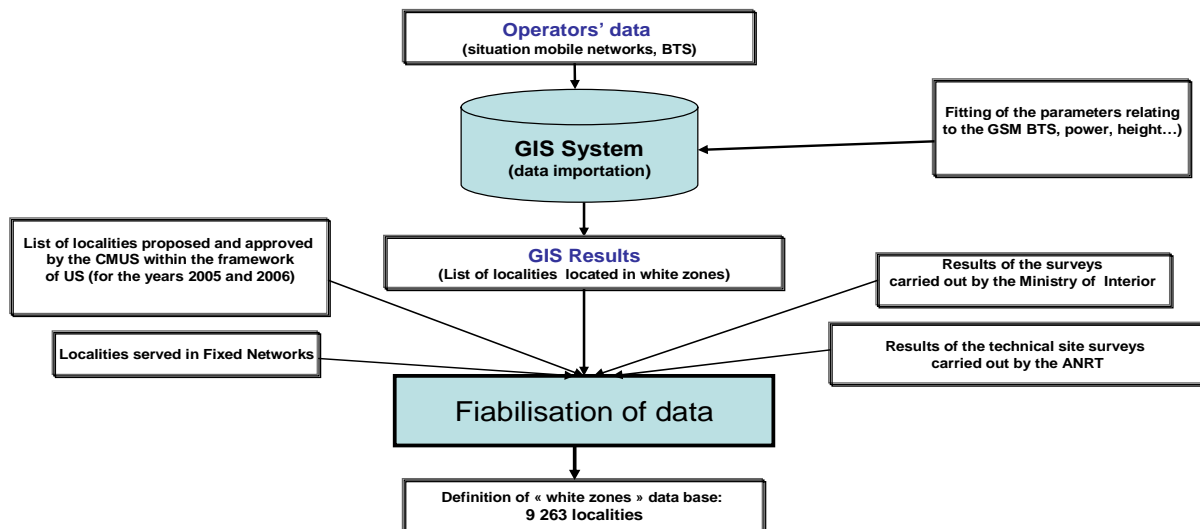 Operators’ data
(situation mobile networks, BTS)
Fitting of the parameters relating
to the GSM BTS, power, height…)
GIS System
(data importation)
List of localities proposed and approved
by the CMUS within the framework
of US (for the years 2005 and 2006)
GIS Results
(List of localities located in white zones)
Results of the surveys
carried out by the Ministry of Interior
Localities served in Fixed Networks
Results of the technical site surveys
carried out by the ANRT
Fiabilisation of data
Definition of « white zones » data base:
9 263 localities